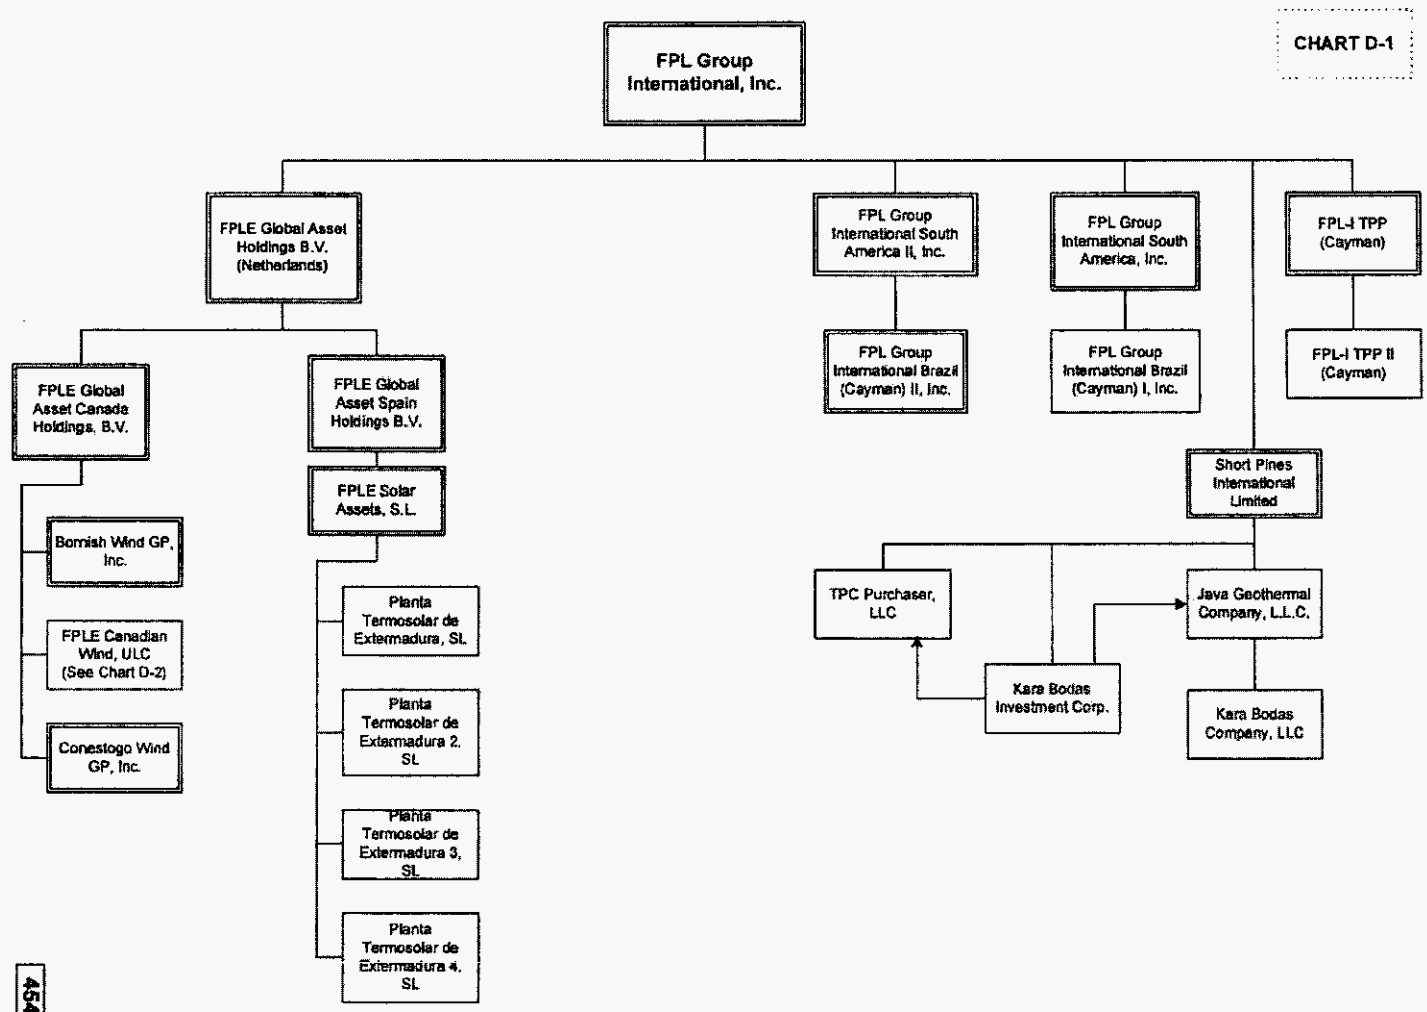 CHART D-1
FPL Group
International, Inc.
FPLE Global Asset
Holdings B.V.
(Netherlands)
FPL Group
International South
America II, Inc.
FPL Group
International South
America, Inc.
FPL-I TPP
(Cayman)
FPL Group
International Brazil
(Cayman) II, Inc.
FPL Group
International Brazil
(Cayman) I, Inc.
FPL-I TPP II
(Cayman)
FPLE Global
Asset Canada
Holdings, B.V.
FPLE Global
Asset Spain
Holdings B.V.
Short Pines
International
Limited
FPLE Solar
Assets, S.L.
Bornish Wind GP,
Inc.
FPLE Canadian
Wind, ULC
(See Chart D-2)
Conestogo Wind
GP, Inc.
Planta
Termosolar de
Extermadura, SL
Planta
Termosolar de
Extermadura 2,
SL
Planta
Termosolar de
Extermadura 3,
SL
Planta
Termosolar de
Extermadura 4,
SL
TPC Purchaser,
LLC
Java Geothermal
Company, L.L.C.
Kara Bodas
Investment Corp.
Kara Bodas
Company, LLC
454